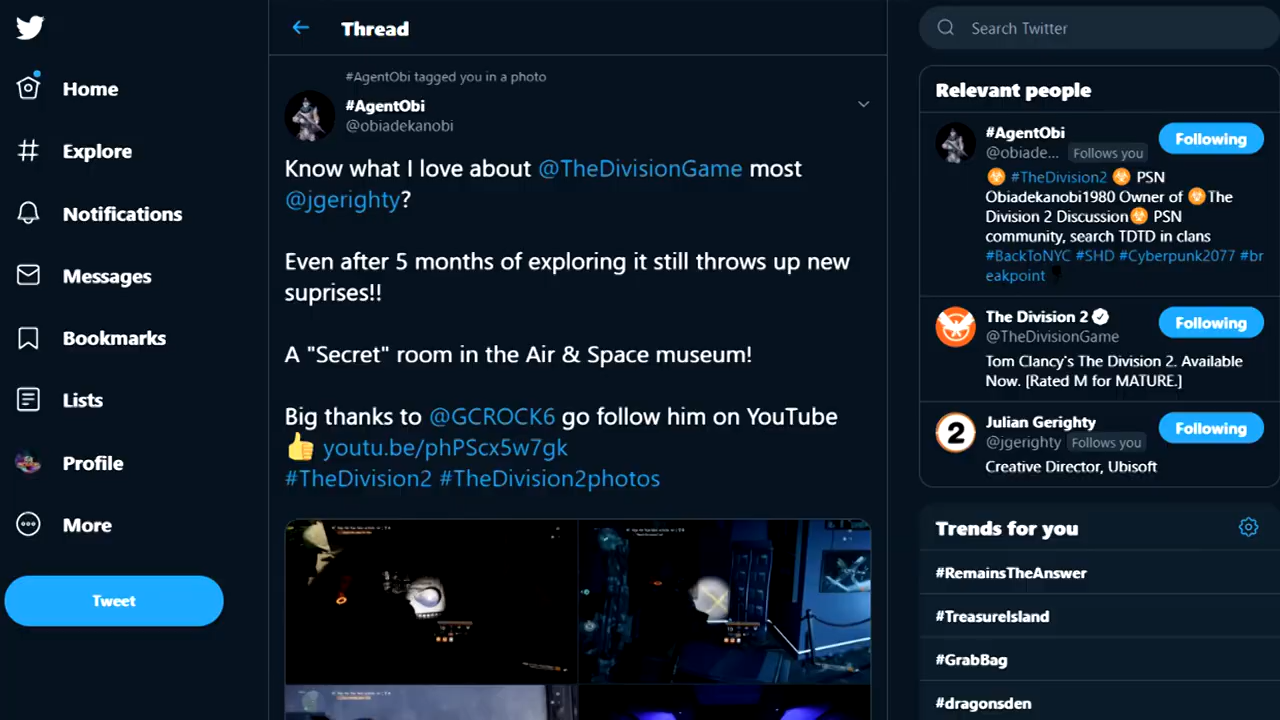 Home
Explore
Notifications
Messages
Bookmarks
Lists
Profile
More
Tweet
Thread
#AgentObi tagged you in a photo
#AgentObi
@obiadekanobi
Know what I love about @TheDivisionGame most
@jgerighty?
Even after 5 months of exploring it still throws up new
suprises!!
A "Secret" room in the Air & Space museum!
Big thanks to @GCROCK6 go follow him on YouTube
👍 youtu.be/phPScx5w7gk
#TheDivision2 #TheDivision2photos
Search Twitter
Relevant people
#AgentObi
@obiade... Follows you
Following
☣ #TheDivision2 ☣ PSN
Obiadekanobi1980 Owner of ☣The
Division 2 Discussion☣ PSN
community, search TDTD in clans
#BackToNYC #SHD #Cyberpunk2077 #br
eakpoint
The Division 2
@TheDivisionGame
Following
Tom Clancy's The Division 2. Available
Now. [Rated M for MATURE.]
2
Julian Gerighty
@jgerighty Follows you
Following
Creative Director, Ubisoft
Trends for you
#RemainsTheAnswer
#TreasureIsland
#GrabBag
#dragonsden